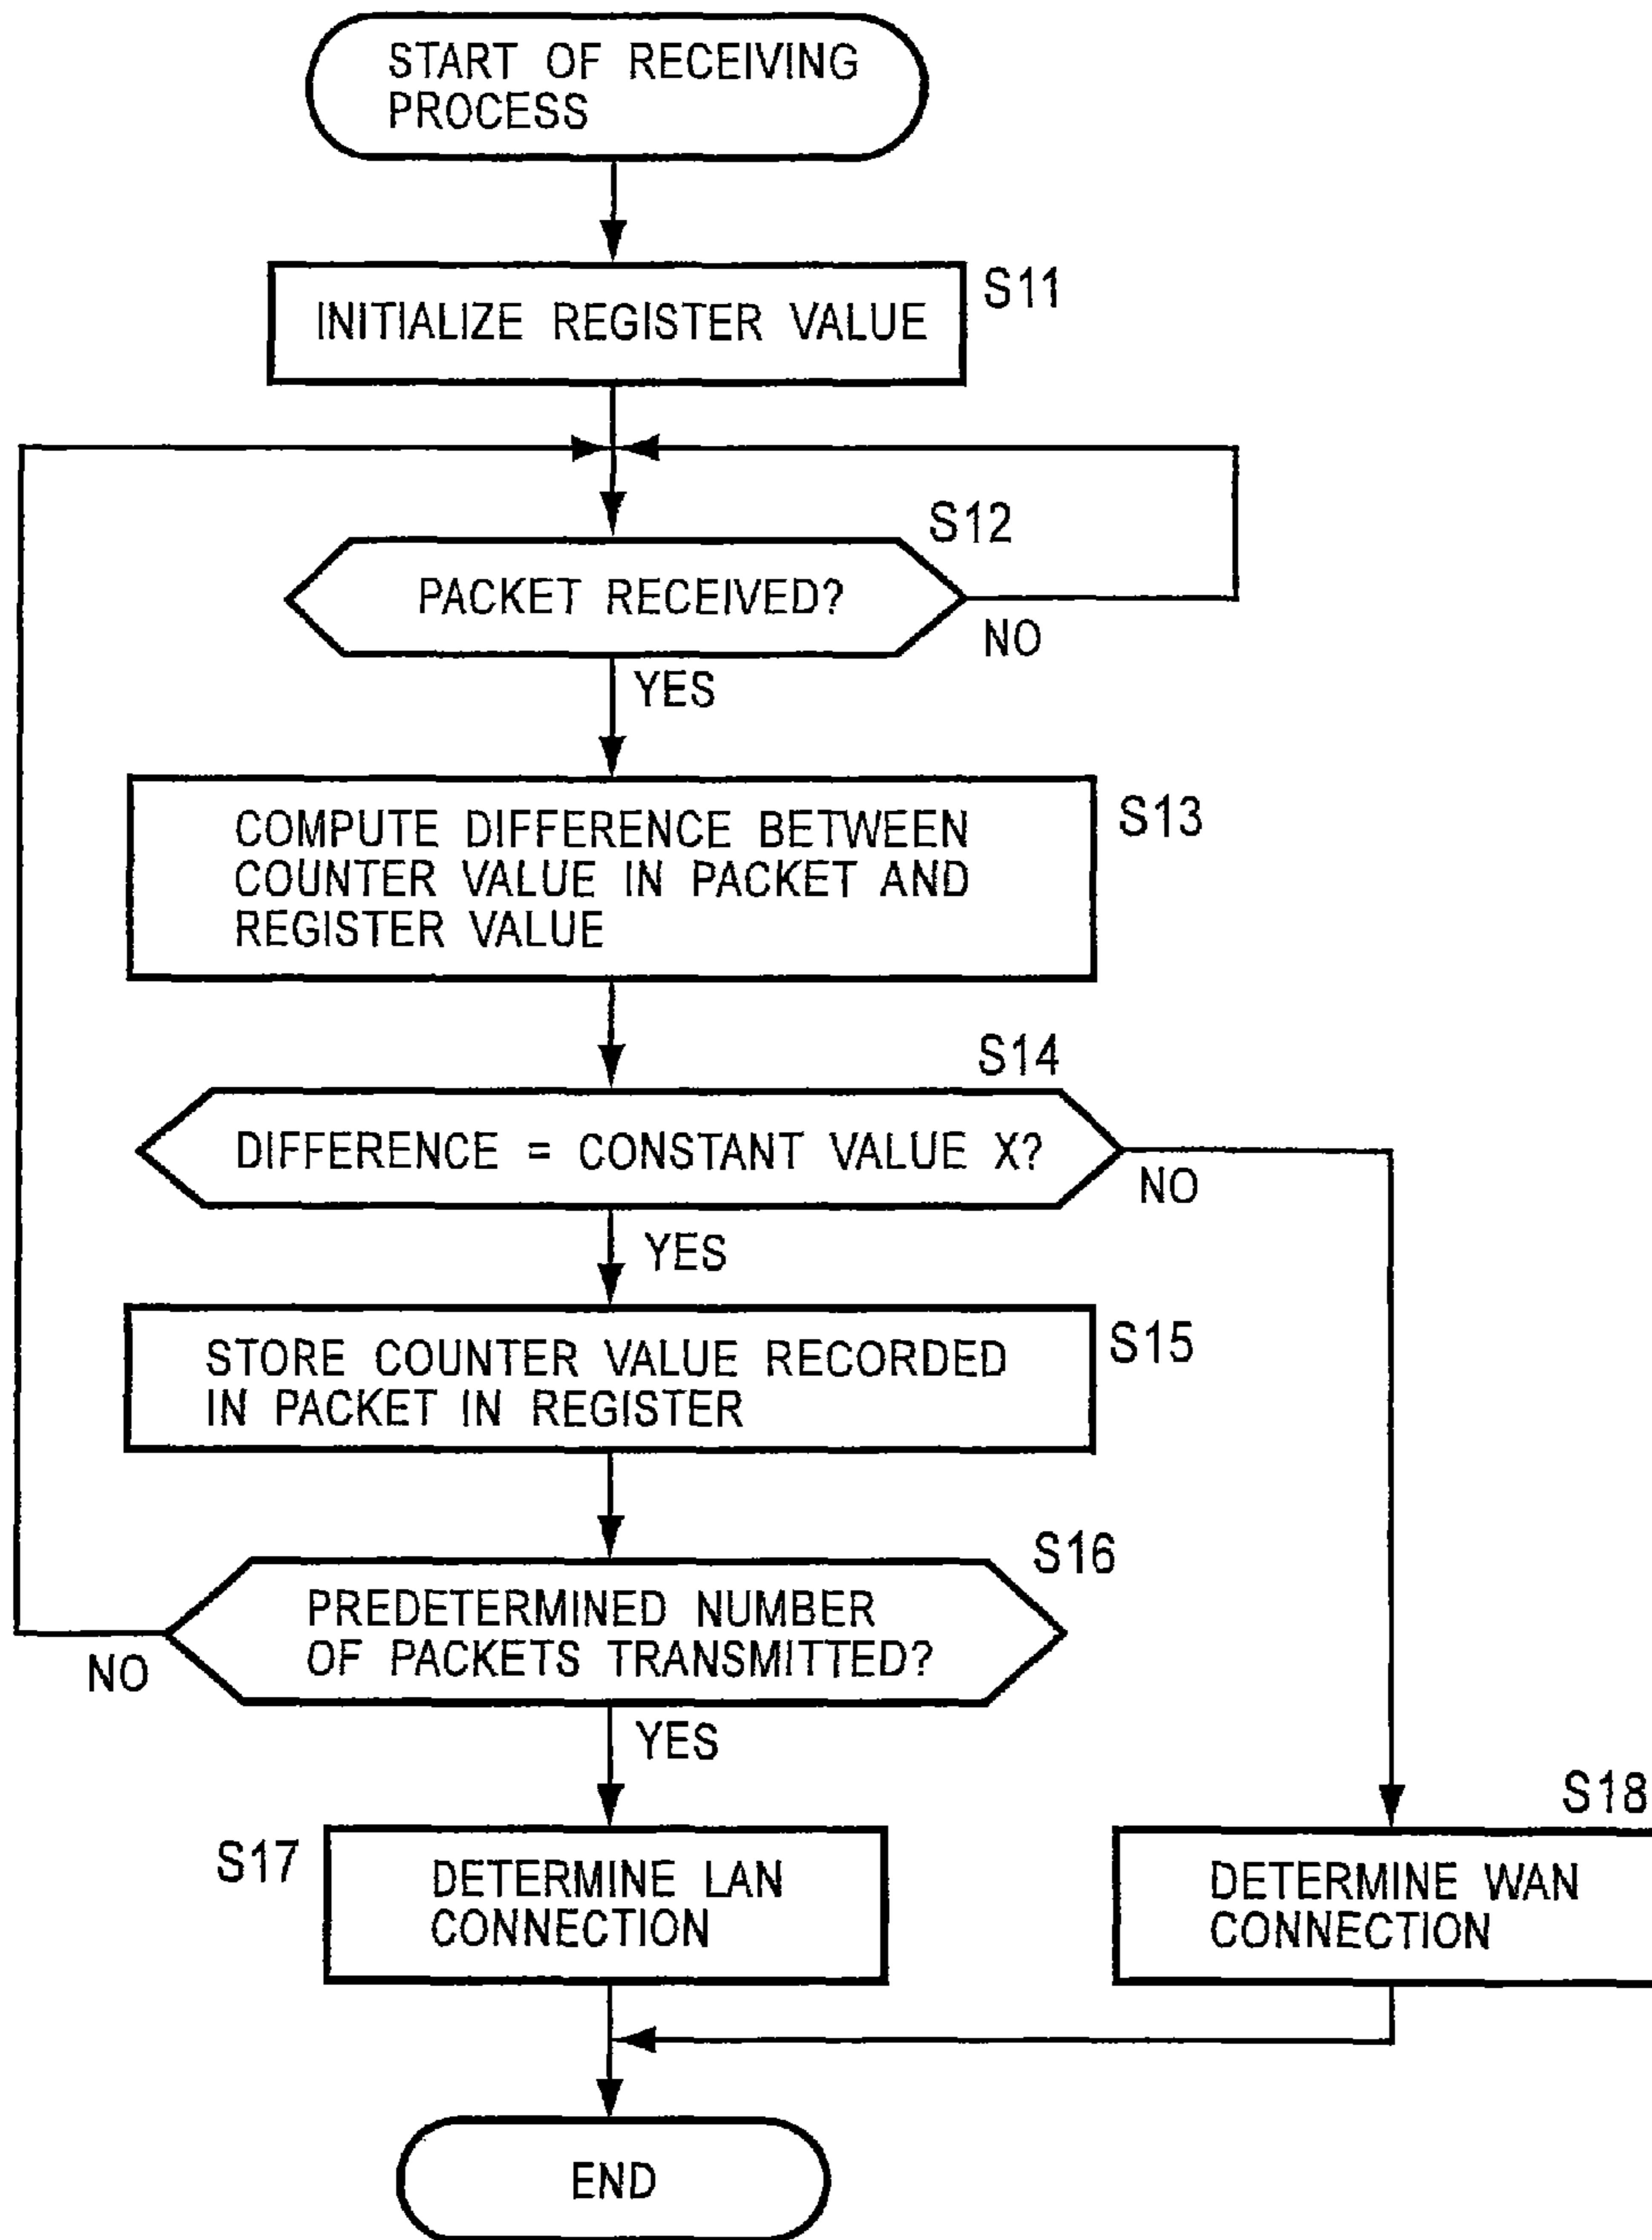 START OF RECEIVING
PROCESS
INITIALIZE REGISTER VALUE
S11
S12
PACKET RECEIVED?
NO
YES
COMPUTE DIFFERENCE BETWEEN
COUNTER VALUE IN PACKET AND
REGISTER VALUE
S13
S14
DIFFERENCE = CONSTANT VALUE X?
NO
YES
STORE COUNTER VALUE RECORDED
IN PACKET IN REGISTER
S15
S16
PREDETERMINED NUMBER
OF PACKETS TRANSMITTED?
NO
YES
S17
DETERMINE LAN
CONNECTION
S18
DETERMINE WAN
CONNECTION
END